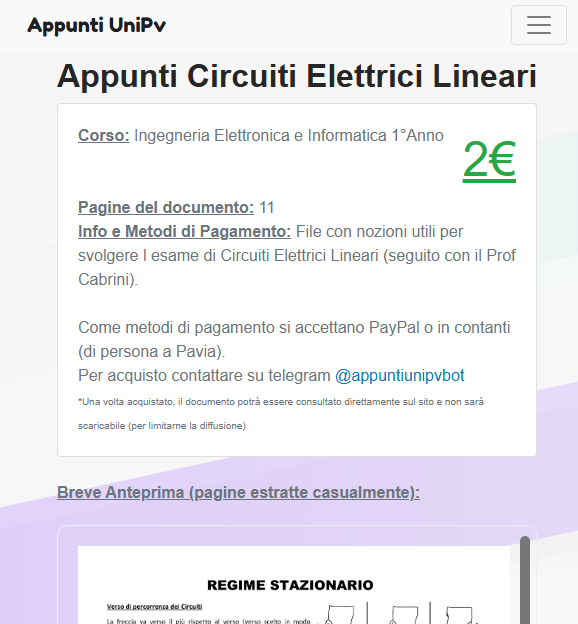 Appunti UniPv
Appunti Circuiti Elettrici Lineari
Corso: Ingegneria Elettronica e Informatica 1°Anno
2€
Pagine del documento: 11
Info e Metodi di Pagamento: File con nozioni utili per
svolgere l esame di Circuiti Elettrici Lineari (seguito con il Prof
Cabrini).
Come metodi di pagamento si accettano PayPal o in contanti
(di persona a Pavia).
Per acquisto contattare su telegram @appuntiunipvbot
*Una volta acquistato, il documento potrà essere consultato direttamente sul sito e non sarà
scaricabile (per limitarne la diffusione)
Breve Anteprima (pagine estratte casualmente):
REGIME STAZIONARIO
Verso di percorrenza dei Circuiti
La freccia va verso il più rispetto al verso (verso scelto in modo